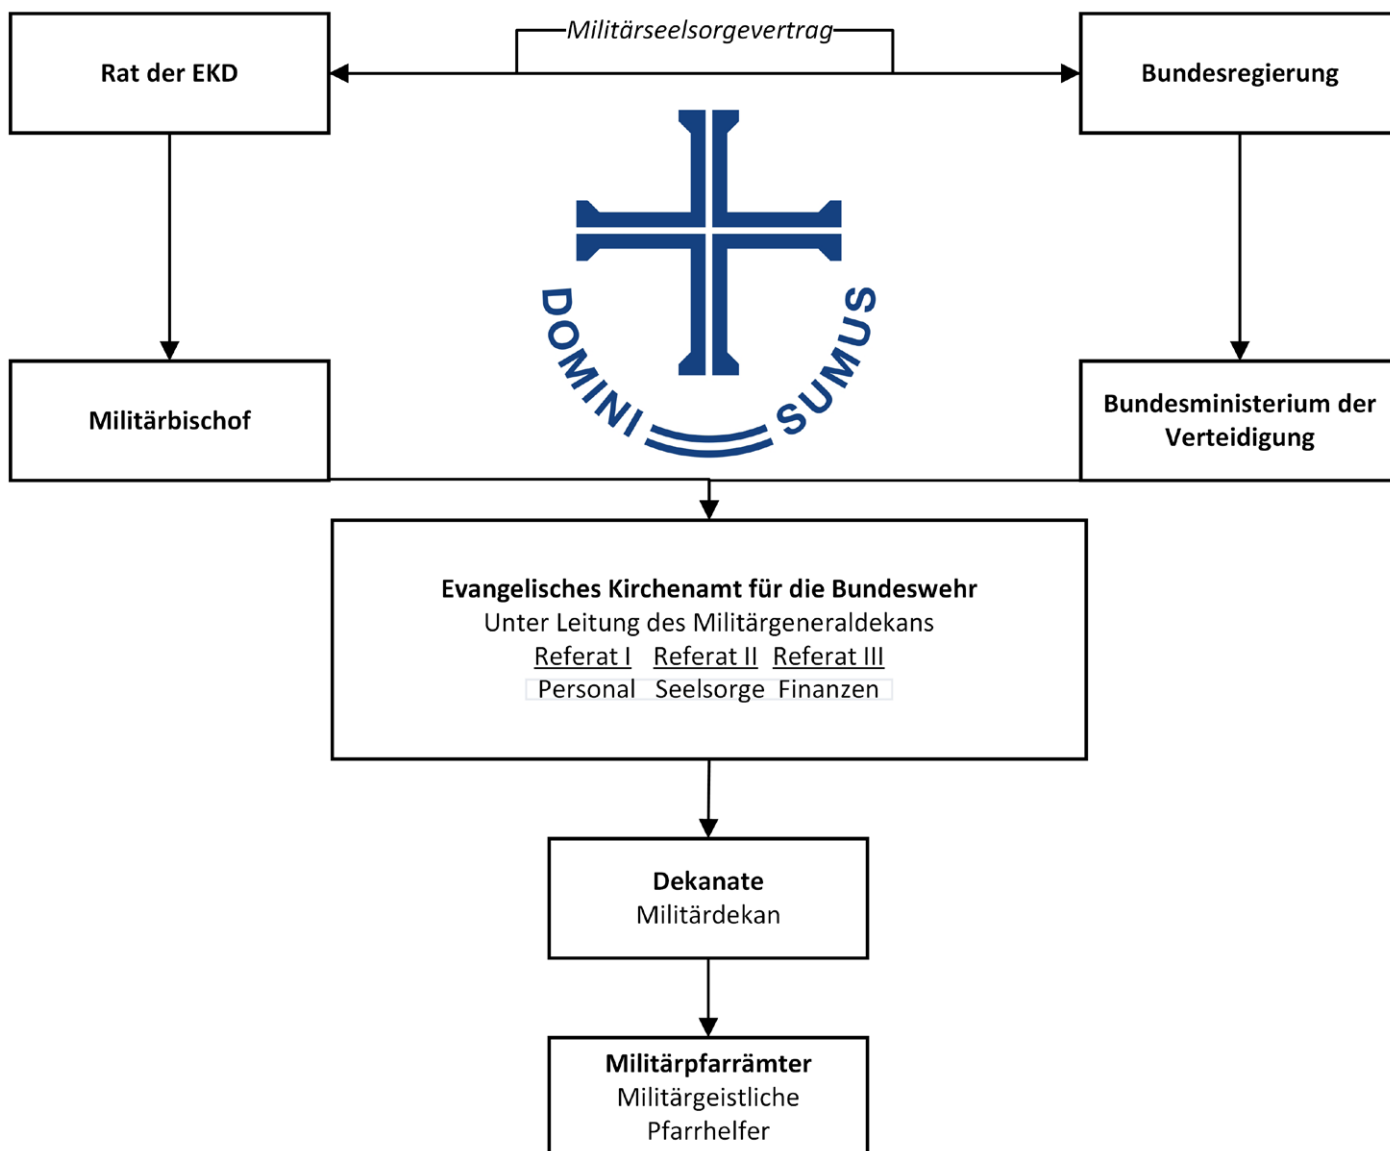 Militärseelsorgevertrag
Rat der EKD
Bundesregierung
DOMINI SUMUS
Militärbischof
Bundesministerium der
Verteidigung
Evangelisches Kirchenamt für die Bundeswehr
Unter Leitung des Militärgeneraldekans
Referat I Referat II Referat III
Personal Seelsorge Finanzen
Dekanate
Militärdekan
Militärpfarrämter
Militärgeistliche
Pfarrhelfer